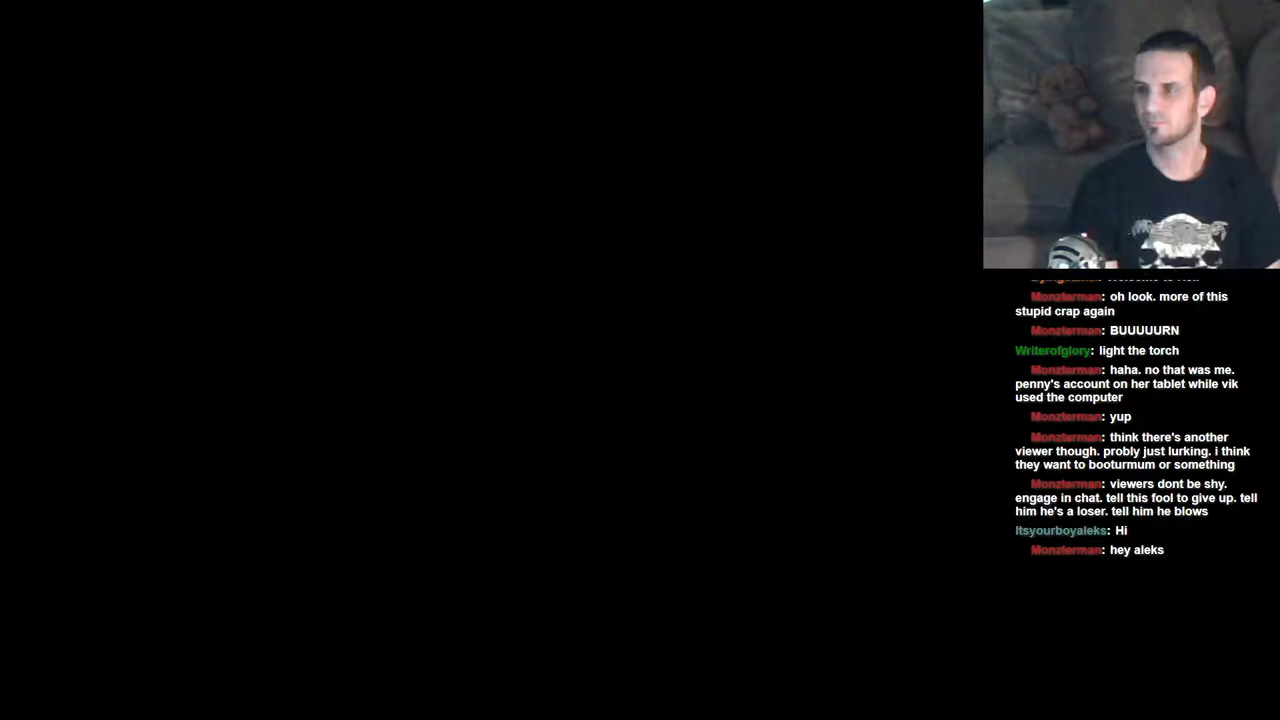 Monzterman: oh look. more of this
stupid crap again
Monzterman: BUUUUURN
Writerofglory: light the torch
Monzterman: haha. no that was me.
penny's account on her tablet while vik
used the computer
Monzterman: yup
Monzterman: think there's another
viewer though. probly just lurking. i think
they want to booturmum or something
Monzterman: viewers dont be shy.
engage in chat. tell this fool to give up. tell
him he's a loser. tell him he blows
Itsyourboyaleks: Hi
Monzterman: hey aleks